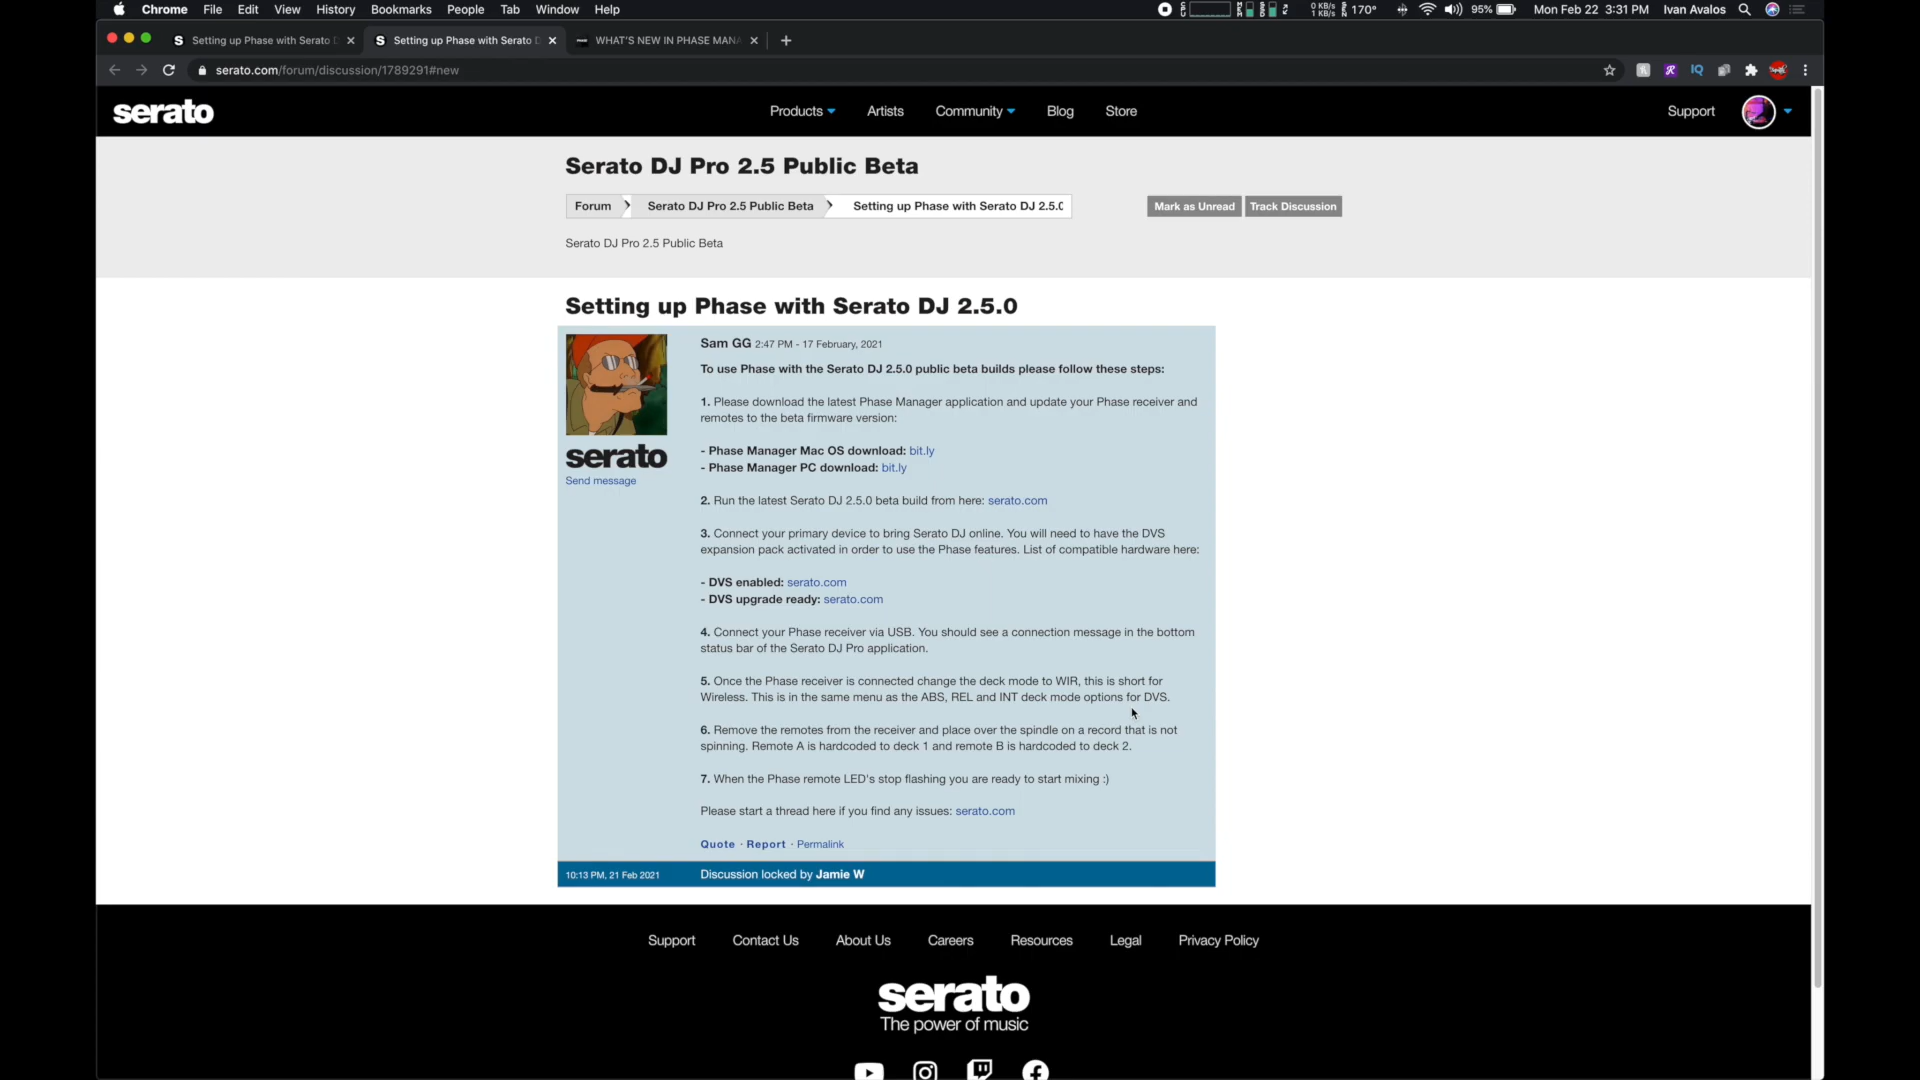 Chrome File Edit View History Bookmarks People Tab Window Help 0 KB/s 1 KB/s 170° 95% Mon Feb 22 3:31 PM Ivan Avalos
Setting up Phase with Serato D Setting up Phase with Serato D WHAT'S NEW IN PHASE MANA
serato.com/forum/discussion/1789291#new
serato Products Artists Community Blog Store Support
Serato DJ Pro 2.5 Public Beta
Forum Serato DJ Pro 2.5 Public Beta Setting up Phase with Serato DJ 2.5.0 Mark as Unread Track Discussion
Serato DJ Pro 2.5 Public Beta
Setting up Phase with Serato DJ 2.5.0
Sam GG 2:47 PM - 17 February, 2021
To use Phase with the Serato DJ 2.5.0 public beta builds please follow these steps:
1. Please download the latest Phase Manager application and update your Phase receiver and
remotes to the beta firmware version:
- Phase Manager Mac OS download: bit.ly
- Phase Manager PC download: bit.ly
serato
Send message
2. Run the latest Serato DJ 2.5.0 beta build from here: serato.com
3. Connect your primary device to bring Serato DJ online. You will need to have the DVS
expansion pack activated in order to use the Phase features. List of compatible hardware here:
- DVS enabled: serato.com
- DVS upgrade ready: serato.com
4. Connect your Phase receiver via USB. You should see a connection message in the bottom
status bar of the Serato DJ Pro application.
5. Once the Phase receiver is connected change the deck mode to WIR, this is short for
Wireless. This is in the same menu as the ABS, REL and INT deck mode options for DVS.
6. Remove the remotes from the receiver and place over the spindle on a record that is not
spinning. Remote A is hardcoded to deck 1 and remote B is hardcoded to deck 2.
7. When the Phase remote LED's stop flashing you are ready to start mixing :)
Please start a thread here if you find any issues: serato.com
Quote · Report · Permalink
10:13 PM, 21 Feb 2021 Discussion locked by Jamie W
Support Contact Us About Us Careers Resources Legal Privacy Policy
serato
The power of music